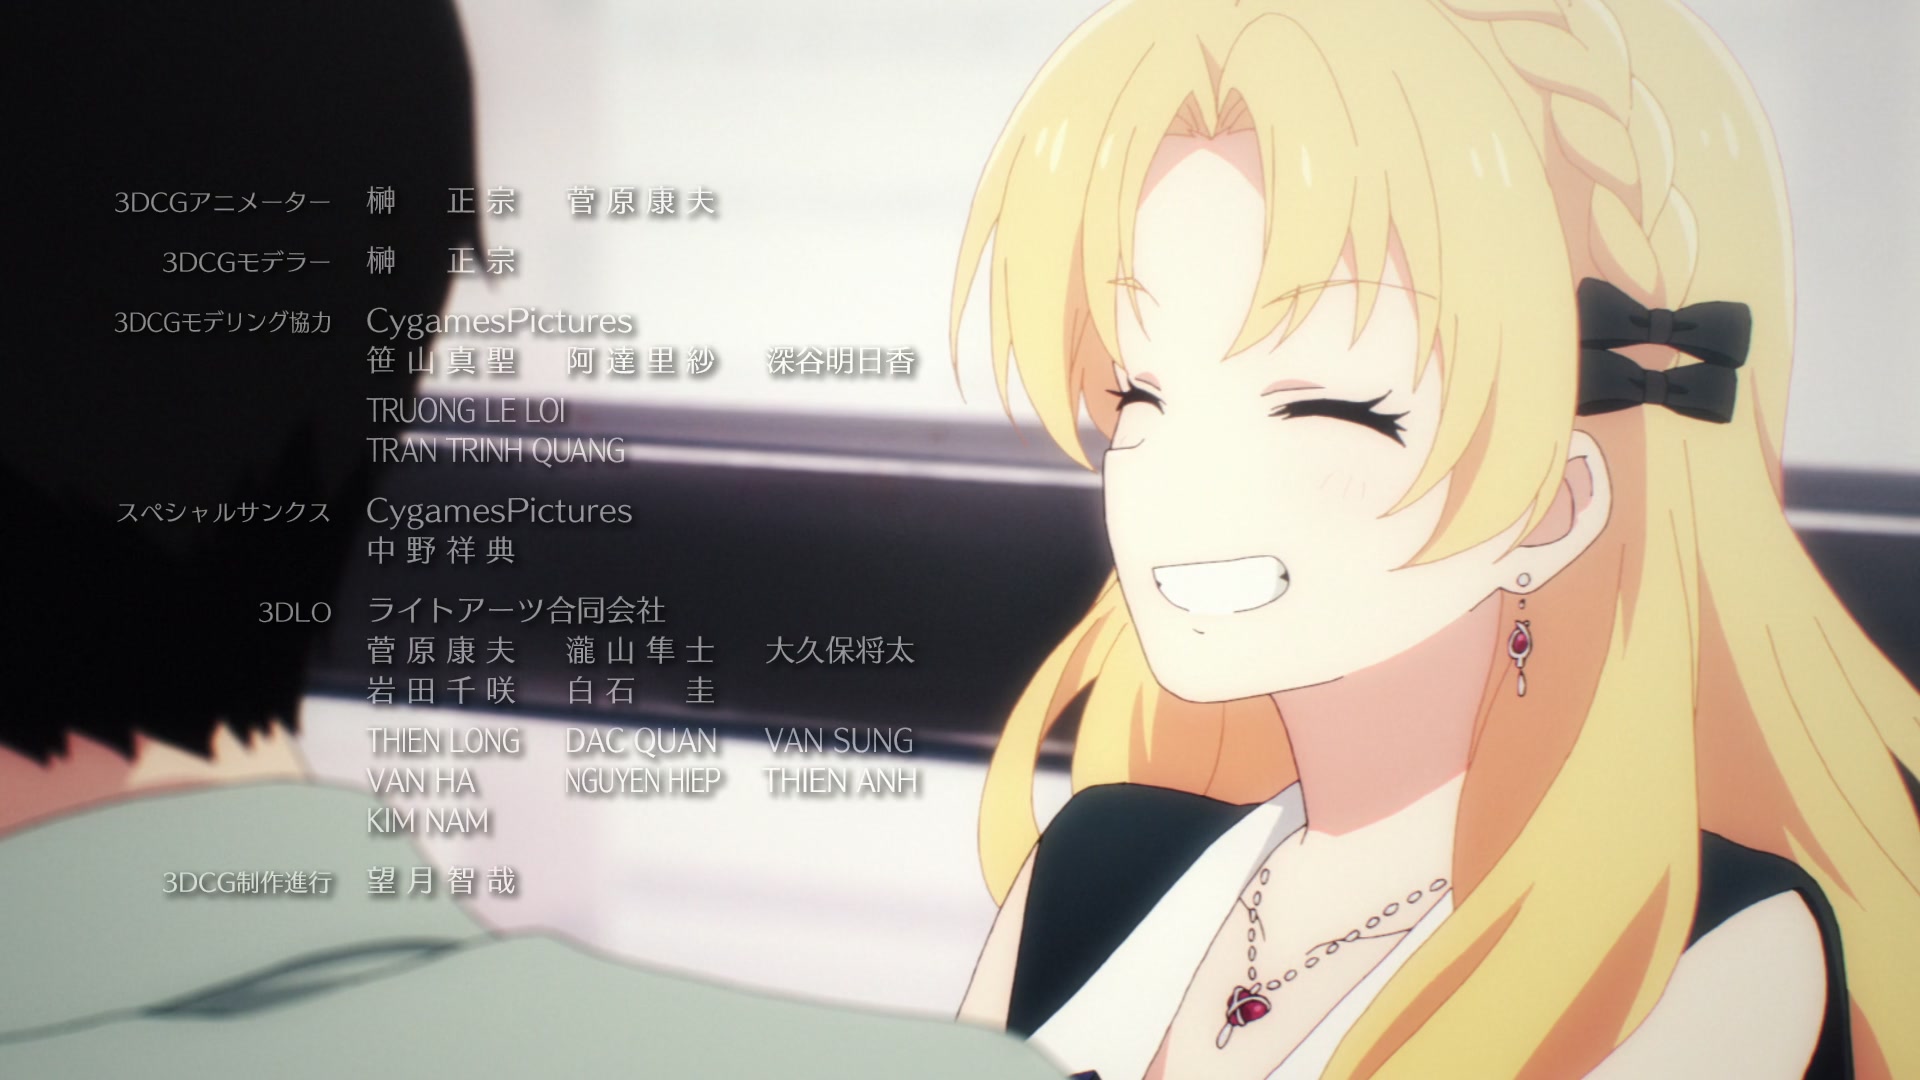 3DCGアニメーター 榊 正宗 菅原康夫
3DCGモデラー 榊 正宗
3DCGモデリング協力 CygamesPictures
笹山真聖 阿達里紗 深谷明日香
TRUONG LE LOI
TRAN TRINH QUANG
スペシャルサンクス CygamesPictures
中野祥典
3DLO ライトアーツ合同会社
菅原康夫 瀧山隼士 大久保将太
岩田千咲 白石 圭
THIEN LONG DAC QUAN VAN SUNG
VAN HA NGUYEN HIEP THIEN ANH
KIM NAM
3DCG制作進行 望月智哉